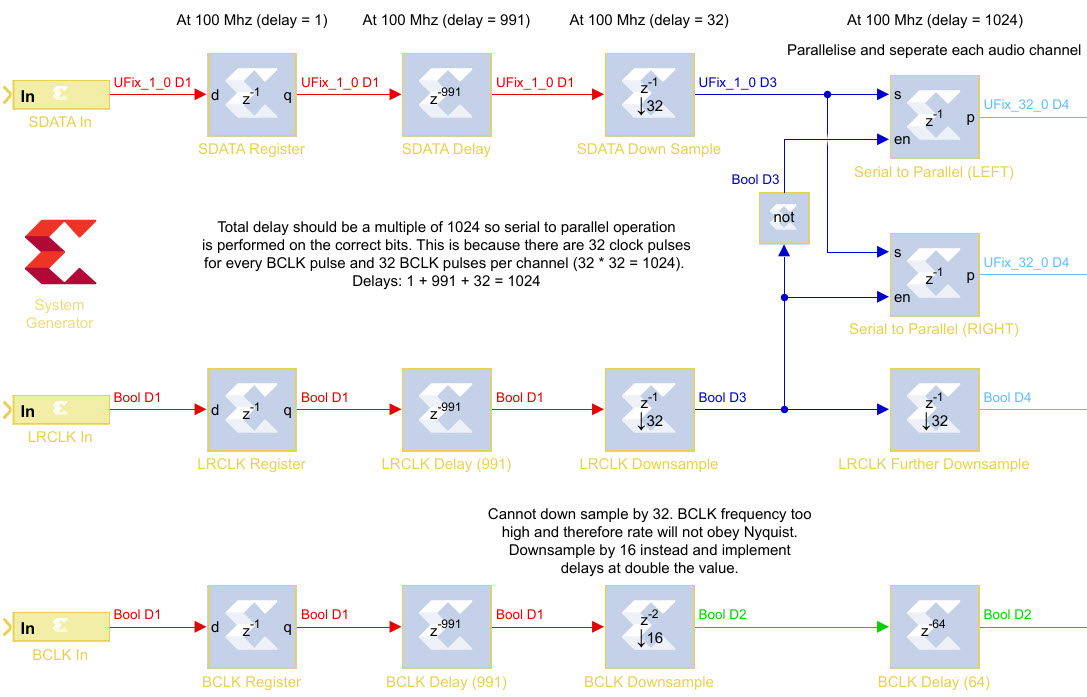 At 100 Mhz (delay = 1)
At 100 Mhz (delay = 991)
At 100 Mhz (delay = 32)
At 100 Mhz (delay = 1024)
Parallelise and seperate each audio channel
In
SDATA In
UFix_1_0 D1
d
z-1
q
SDATA Register
UFix_1_0 D1
z-991
SDATA Delay
UFix_1_0 D1
z-1
↓32
SDATA Down Sample
UFix_1_0 D3
s
en
z-1
p
Serial to Parallel (LEFT)
UFix_32_0 D4
Bool D3
not
s
en
z-1
p
Serial to Parallel (RIGHT)
UFix_32_0 D4
System
Generator
Total delay should be a multiple of 1024 so serial to parallel operation
is performed on the correct bits. This is because there are 32 clock pulses
for every BCLK pulse and 32 BCLK pulses per channel (32 * 32 = 1024).
Delays: 1 + 991 + 32 = 1024
In
LRCLK In
Bool D1
d
z-1
q
LRCLK Register
Bool D1
z-991
LRCLK Delay (991)
Bool D1
z-1
↓32
LRCLK Downsample
Bool D3
z-1
↓32
LRCLK Further Downsample
Bool D4
Cannot down sample by 32. BCLK frequency too
high and therefore rate will not obey Nyquist.
Downsample by 16 instead and implement
delays at double the value.
In
BCLK In
Bool D1
d
z-1
q
BCLK Register
Bool D1
z-991
BCLK Delay (991)
Bool D1
z-2
↓16
BCLK Downsample
Bool D2
z-64
BCLK Delay (64)
Bool D2